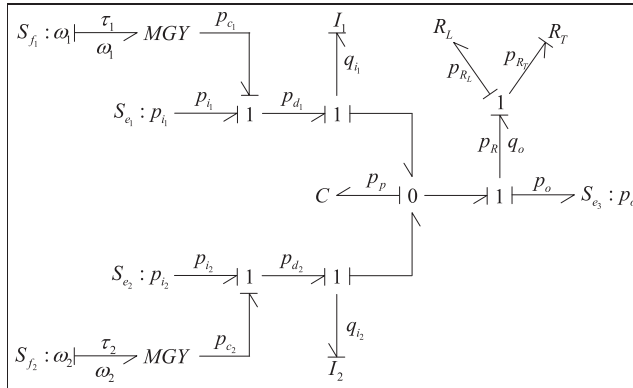 S_{f_1} : ω_1 τ_1 ω_1 MGY p_{c_1} I_1 R_L R_T
q_{i_1} p_{R_L} p_{R_T}
S_{e_1} : p_{i_1} p_{i_1} 1 p_{d_1} 1 1
p_R q_o
C p_p 0 1 p_o S_{e_3} : p_o
S_{e_2} : p_{i_2} p_{i_2} 1 p_{d_2} 1
p_{c_2} q_{i_2}
S_{f_2} : ω_2 τ_2 ω_2 MGY I_2